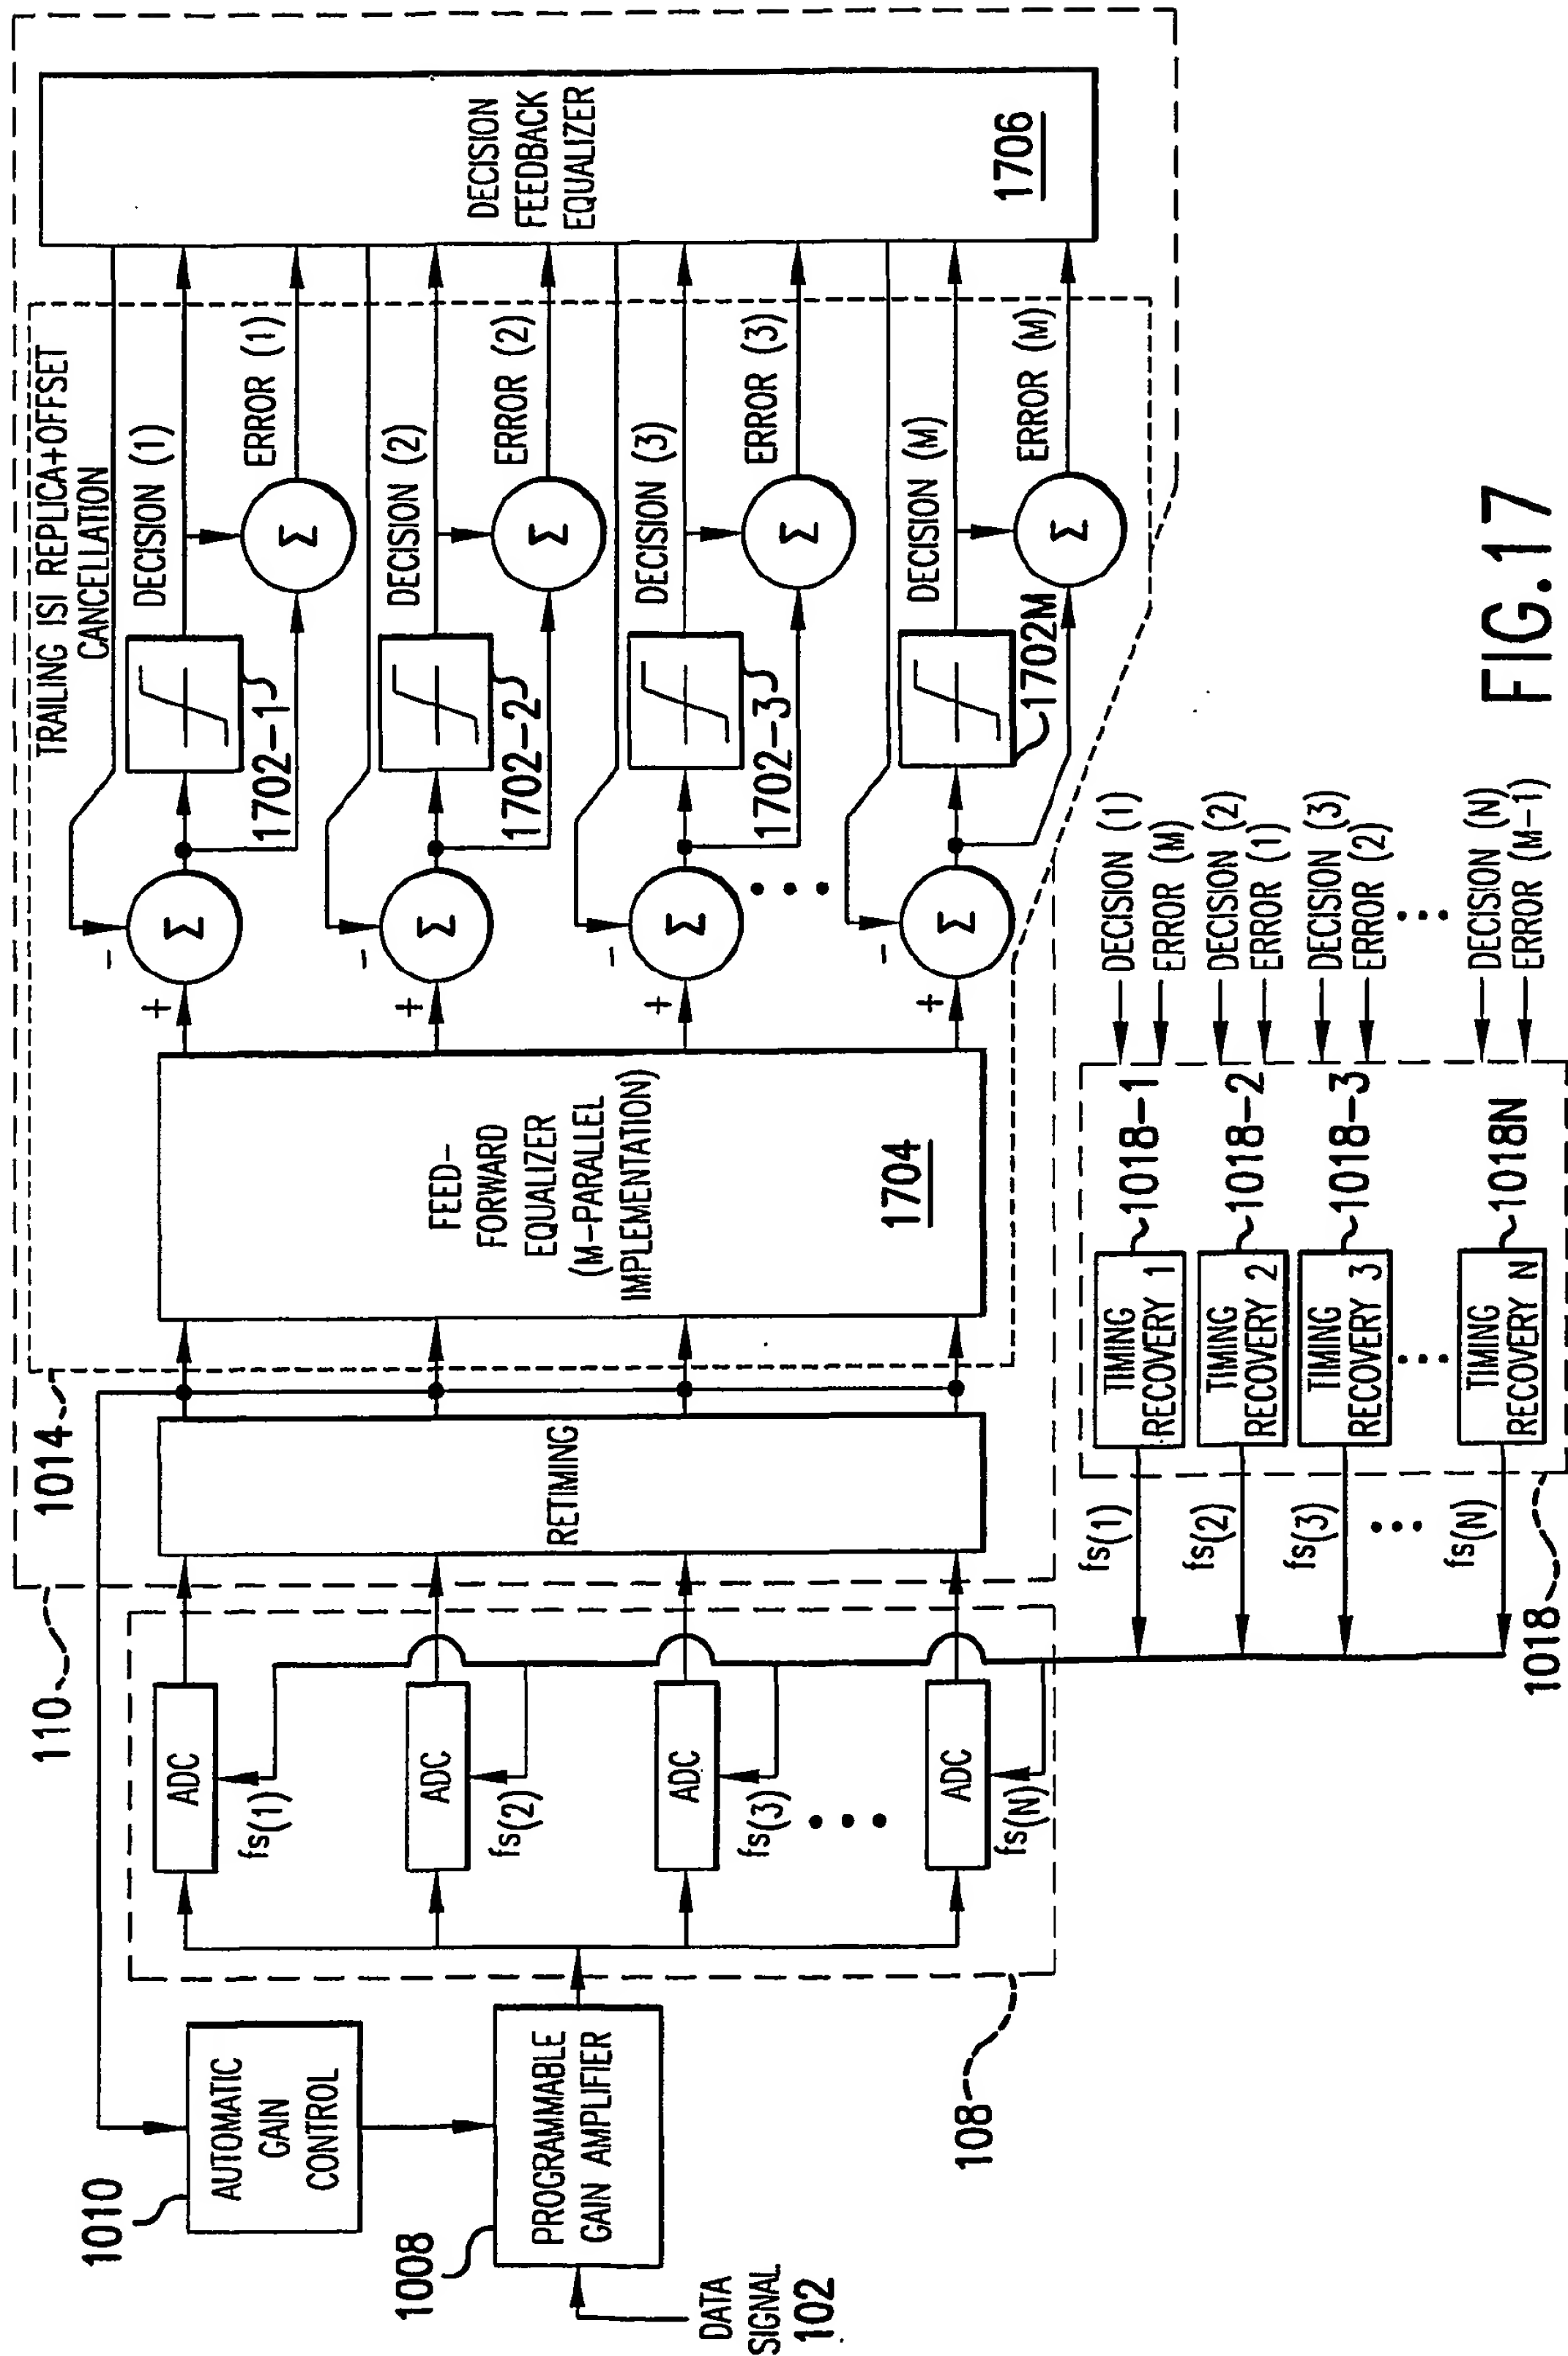 110
1014
TRAILING ISI REPLICA+OFFSET
CANCELLATION
1010
AUTOMATIC
GAIN
CONTROL
1008
PROGRAMMABLE
GAIN AMPLIFIER
DATA
SIGNAL
102
108
ADC
fs(1)
ADC
fs(2)
ADC
fs(3)
ADC
fs(N)
RETIMING
FEED-
FORWARD
EQUALIZER
(M-PARALLEL
IMPLEMENTATION)
1704
+
-
Σ
1702-1
DECISION (1)
Σ
ERROR (1)
+
-
Σ
1702-2
DECISION (2)
Σ
ERROR (2)
+
-
Σ
1702-3
DECISION (3)
Σ
ERROR (3)
+
-
Σ
1702M
DECISION (M)
Σ
ERROR (M)
DECISION
FEEDBACK
EQUALIZER
1706
fs(1)
TIMING
RECOVERY 1
1018-1
DECISION (1)
ERROR (M)
fs(2)
TIMING
RECOVERY 2
1018-2
DECISION (2)
ERROR (1)
fs(3)
TIMING
RECOVERY 3
1018-3
DECISION (3)
ERROR (2)
fs(N)
TIMING
RECOVERY N
1018N
DECISION (N)
ERROR (M-1)
1018
FIG.17